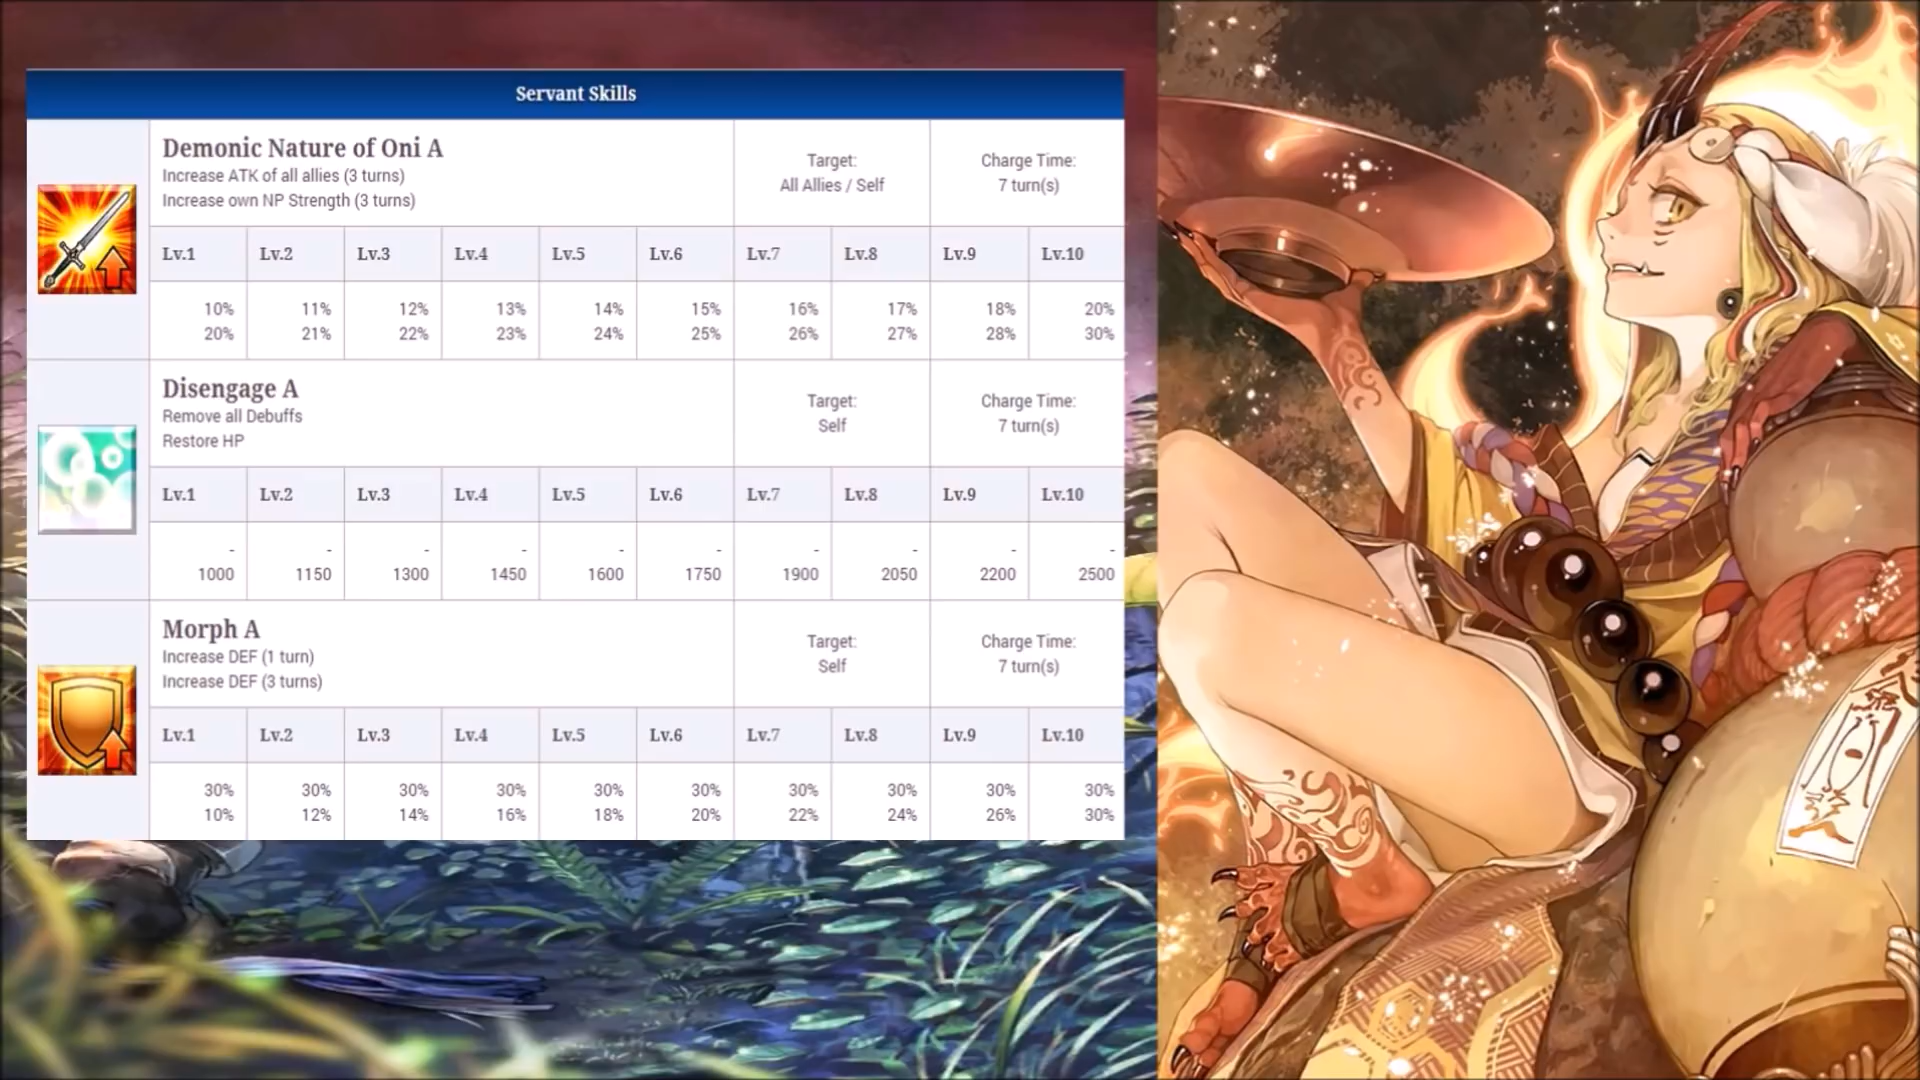 Servant Skills
Demonic Nature of Oni A
Increase ATK of all allies (3 turns)
Increase own NP Strength (3 turns)
Target:
All Allies / Self
Charge Time:
7 turn(s)
Lv.1 Lv.2 Lv.3 Lv.4 Lv.5 Lv.6 Lv.7 Lv.8 Lv.9 Lv.10
10% 11% 12% 13% 14% 15% 16% 17% 18% 20%
20% 21% 22% 23% 24% 25% 26% 27% 28% 30%
Disengage A
Remove all Debuffs
Restore HP
Target:
Self
Charge Time:
7 turn(s)
Lv.1 Lv.2 Lv.3 Lv.4 Lv.5 Lv.6 Lv.7 Lv.8 Lv.9 Lv.10
- - - - - - - - - -
1000 1150 1300 1450 1600 1750 1900 2050 2200 2500
Morph A
Increase DEF (1 turn)
Increase DEF (3 turns)
Target:
Self
Charge Time:
7 turn(s)
Lv.1 Lv.2 Lv.3 Lv.4 Lv.5 Lv.6 Lv.7 Lv.8 Lv.9 Lv.10
30% 30% 30% 30% 30% 30% 30% 30% 30% 30%
10% 12% 14% 16% 18% 20% 22% 24% 26% 30%